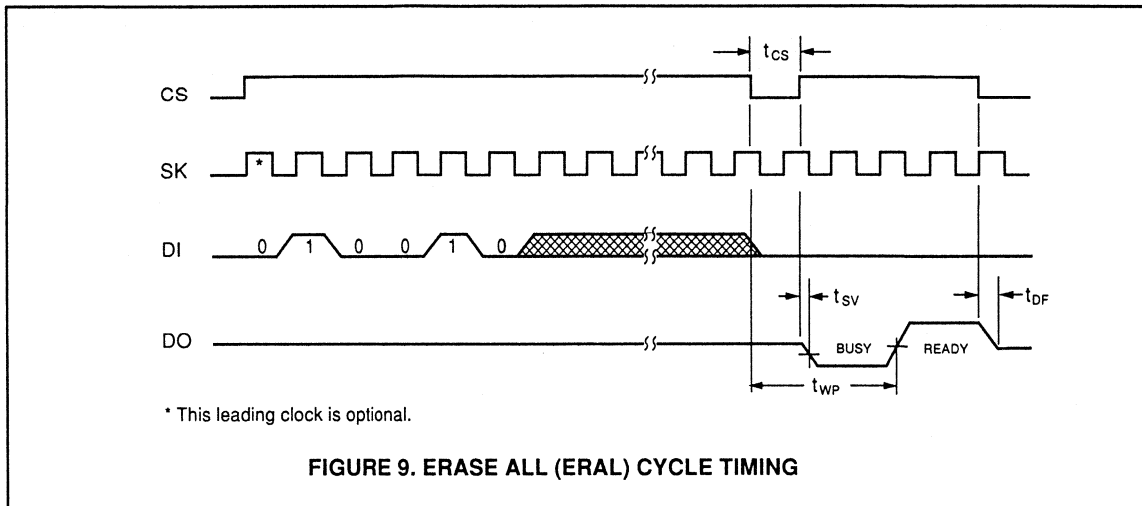 tCS
CS
SK *
DI 0 1 0 0 1 0
tSV tDF
DO BUSY READY
tWP
* This leading clock is optional.
FIGURE 9. ERASE ALL (ERAL) CYCLE TIMING